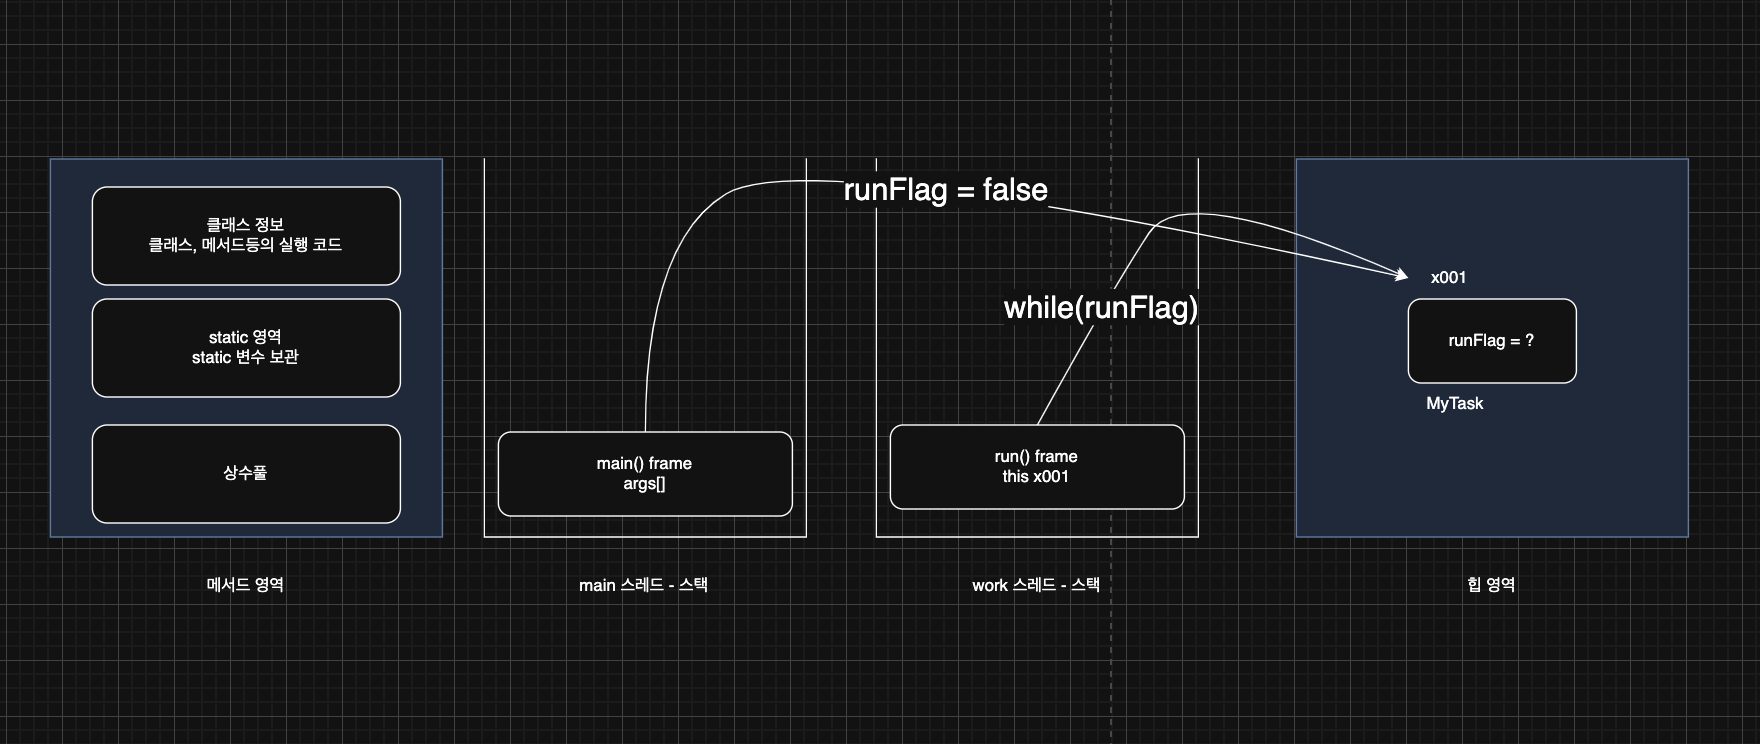 클래스 정보
클래스, 메서드등의 실행 코드
static 영역
static 변수 보관
상수풀
메서드 영역
runFlag = false
main() frame
args[]
main 스레드 - 스택
while(runFlag)
run() frame
this x001
work 스레드 - 스택
x001
runFlag = ?
MyTask
힙 영역